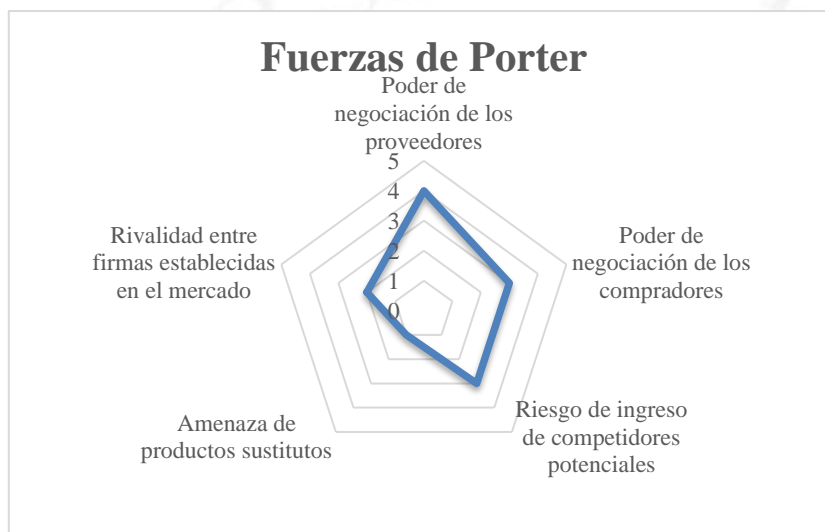 Fuerzas de Porter
Poder de
negociación de los
proveedores
5
4
3
2
1
0
Poder de
negociación de los
compradores
Riesgo de ingreso
de competidores
potenciales
Amenaza de
productos sustitutos
Rivalidad entre
firmas establecidas
en el mercado